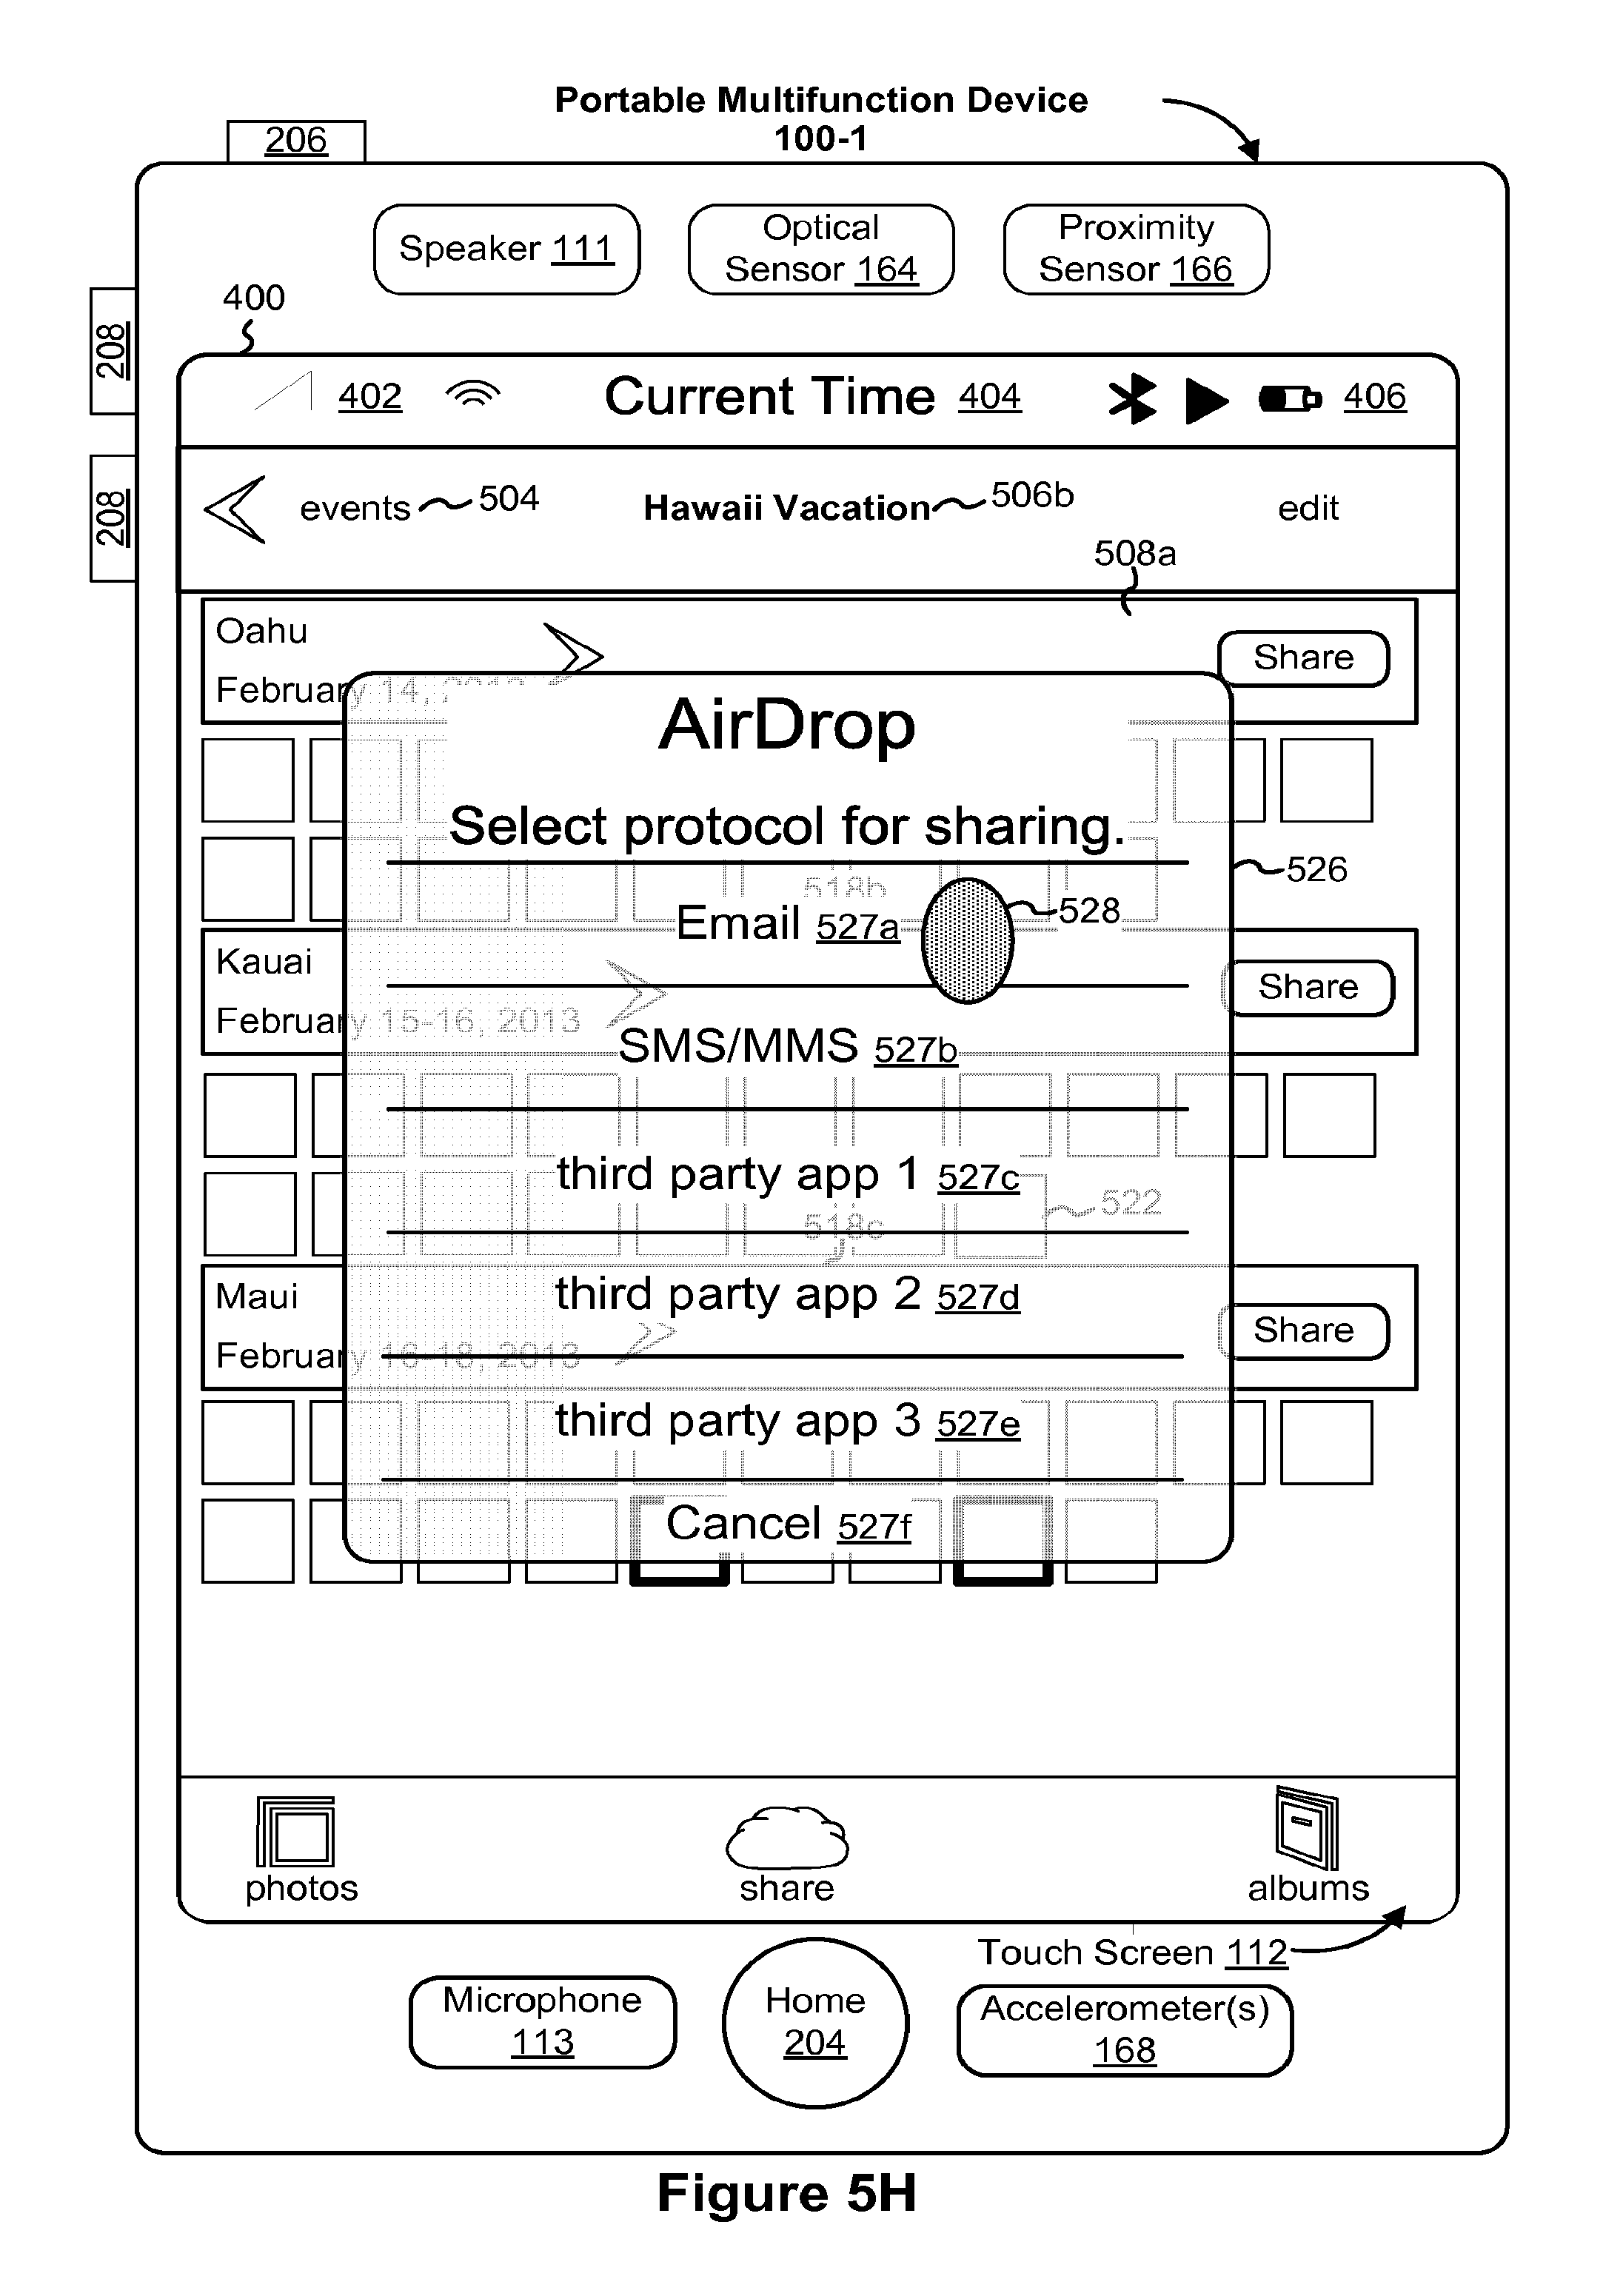 Portable Multifunction Device
100-1
206
Speaker 111
Optical
Sensor 164
Proximity
Sensor 166
208
208
400
402
Current Time 404
406
events
504
Hawaii Vacation
506b
edit
508a
Oahu
February 14,
Share
AirDrop
Select protocol for sharing.
526
518b
528
Email 527a
Kauai
February 15-16, 2013
Share
SMS/MMS 527b
third party app 1 527c
522
518c
third party app 2 527d
Maui
February 16-18, 2013
Share
third party app 3 527e
Cancel 527f
photos
share
albums
Touch Screen 112
Microphone
113
Home
204
Accelerometer(s)
168
Figure 5H